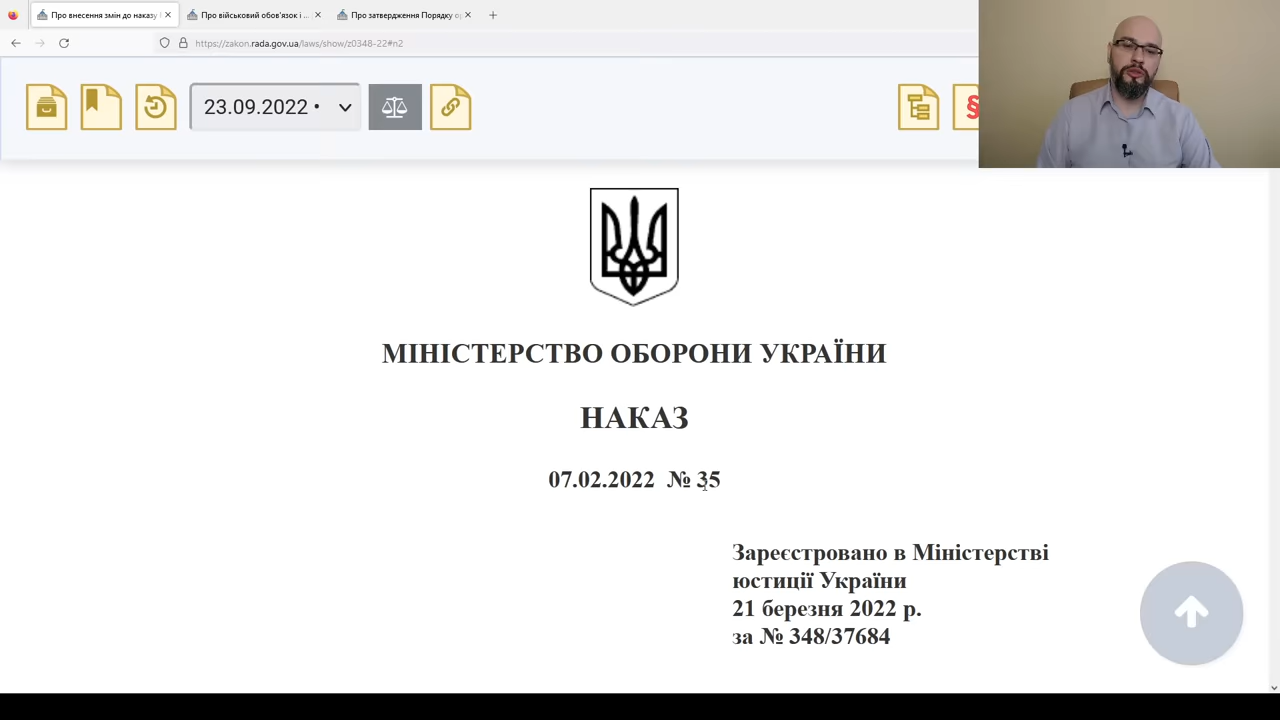 Про внесення змін до наказу
Про військовий обов'язок і ...
Про затвердження Порядку о
https://zakon.rada.gov.ua/laws/show/z0348-22#n2
23.09.2022 •
§
МІНІСТЕРСТВО ОБОРОНИ УКРАЇНИ
НАКАЗ
07.02.2022 № 35
Зареєстровано в Міністерстві
юстиції України
21 березня 2022 р.
за № 348/37684